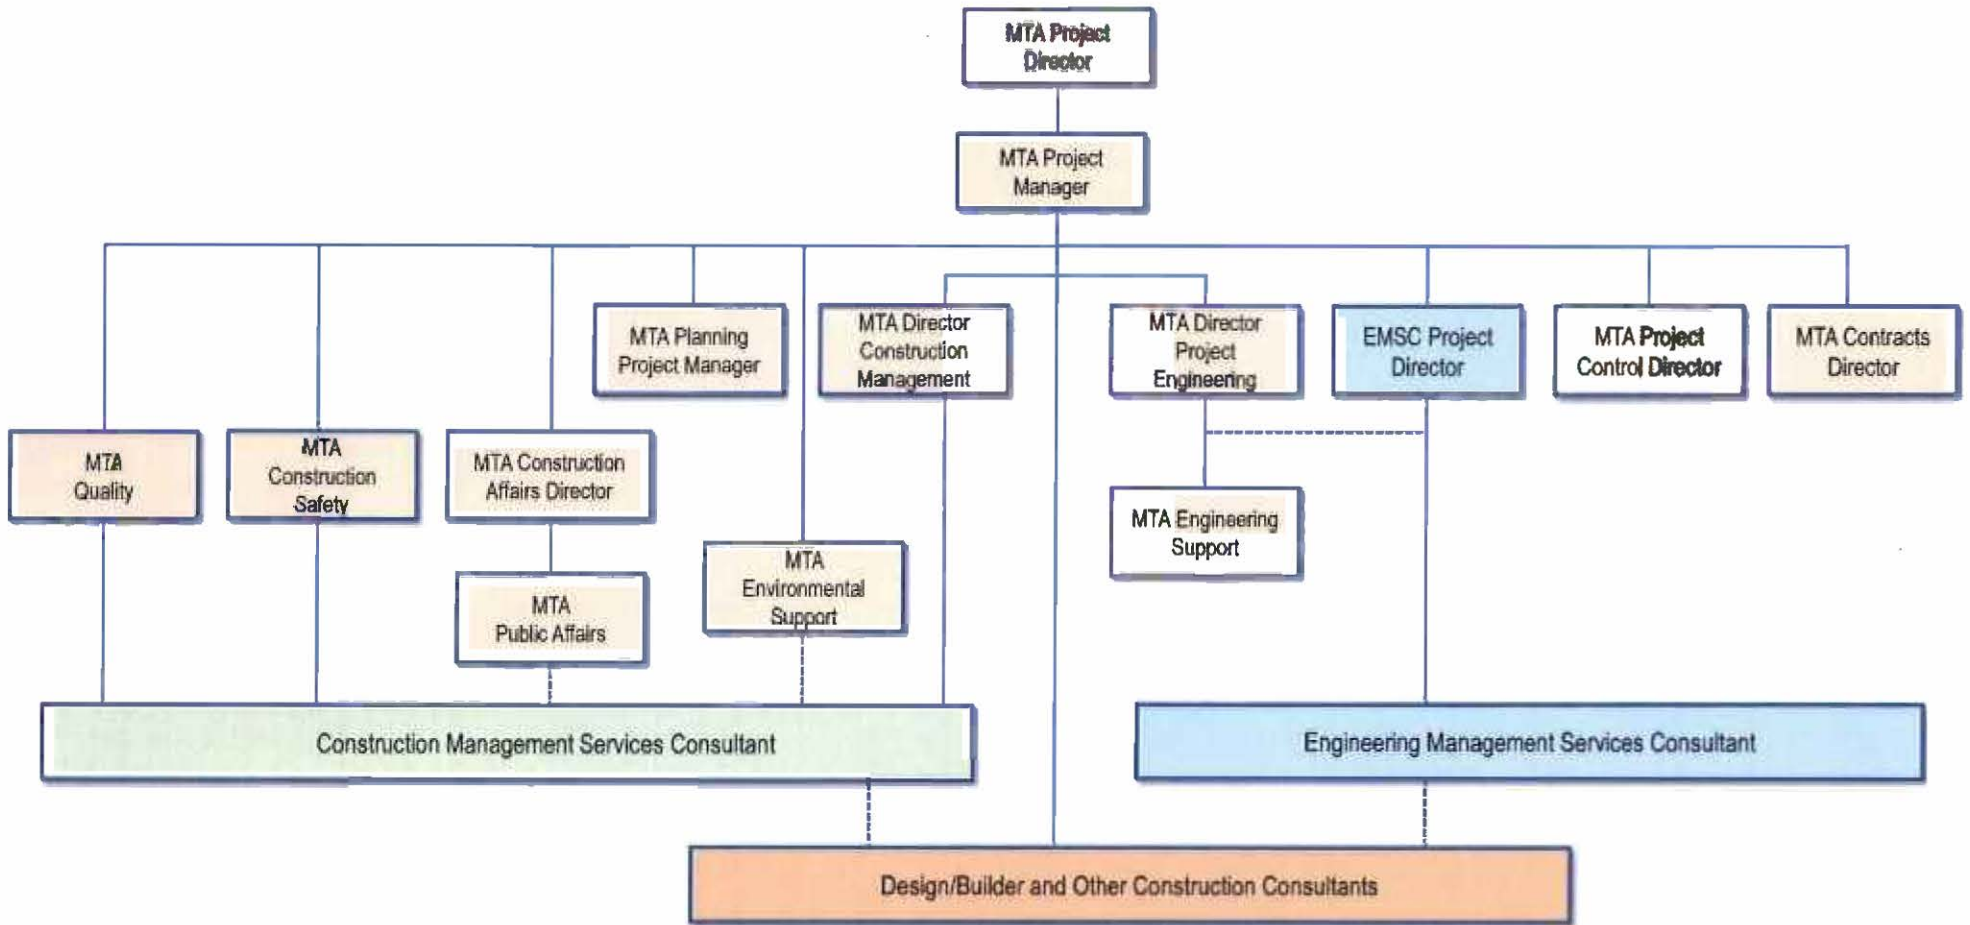 MTA Project
Director
MTA Project
Manager
MTA Planning
Project Manager
MTA Director
Construction
Management
MTA Director
Project
Engineering
EMSC Project
Director
MTA Project
Control Director
MTA Contracts
Director
MTA
Quality
MTA
Construction
Safety
MTA Construction
Affairs Director
MTA Engineering
Support
MTA
Environmental
Support
MTA
Public Affairs
Construction Management Services Consultant
Engineering Management Services Consultant
Design/Builder and Other Construction Consultants